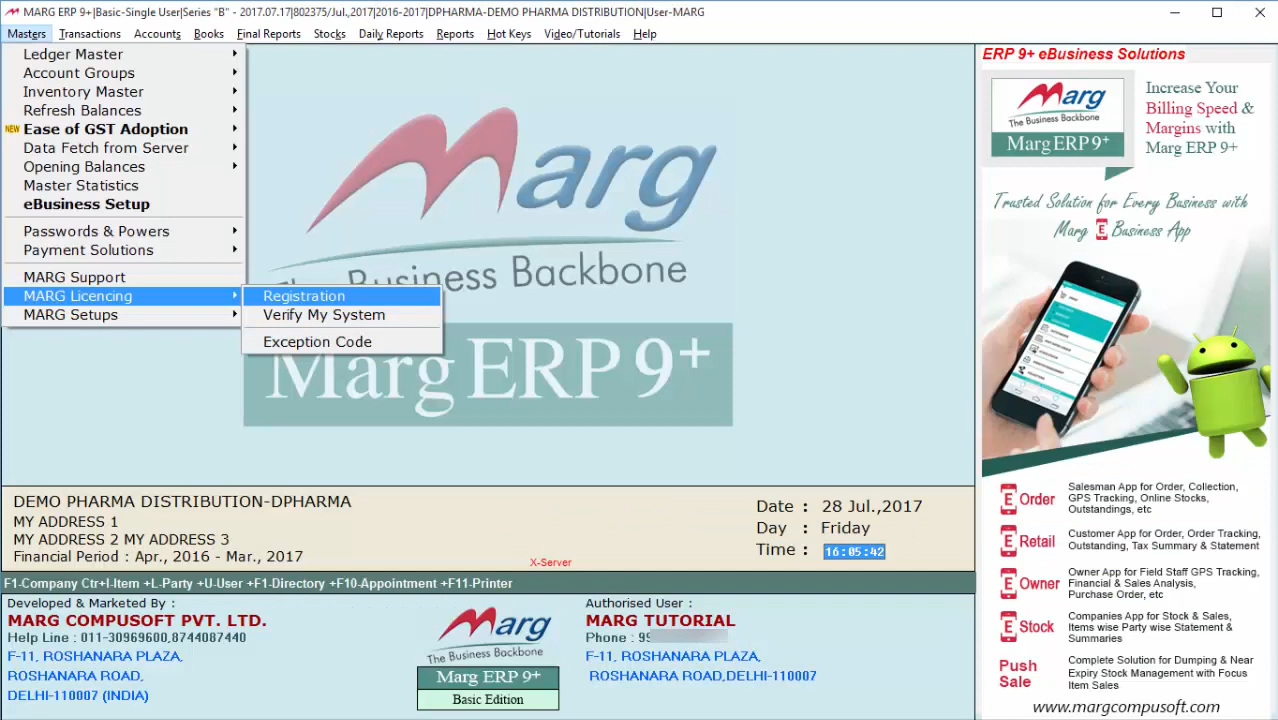 MARG ERP 9+|Basic-Single User|Series "B" - 2017.07.17|802375/Jul.,2017|2016-2017|DPHARMA-DEMO PHARMA DISTRIBUTION|User-MARG
Masters Transactions Accounts Books Final Reports Stocks Daily Reports Reports Hot Keys Video/Tutorials Help
Ledger Master
Account Groups
Inventory Master
Refresh Balances
NEW Ease of GST Adoption
Data Fetch from Server
Opening Balances
Master Statistics
eBusiness Setup
Passwords & Powers
Payment Solutions
MARG Support
MARG Licencing
MARG Setups
Registration
Verify My System
Exception Code
Marg
The Business Backbone
Marg ERP 9+
ERP 9+ eBusiness Solutions
Marg
The Business Backbone
Marg ERP 9+
Increase Your
Billing Speed &
Margins with
Marg ERP 9+
Trusted Solution for Every Business with
Marg E Business App
E Order
Salesman App for Order, Collection,
GPS Tracking, Online Stocks,
Outstandings, etc
E Retail
Customer App for Order, Order Tracking,
Outstanding, Tax Summary & Statement
E Owner
Owner App for Field Staff GPS Tracking,
Financial & Sales Analysis,
Purchase Order, etc
E Stock
Companies App for Stock & Sales,
Items wise Party wise Statement &
Summaries
Push
Sale
Complete Solution for Dumping & Near
Expiry Stock Management with Focus
Item Sales
www.margcompusoft.com
DEMO PHARMA DISTRIBUTION-DPHARMA
MY ADDRESS 1
MY ADDRESS 2 MY ADDRESS 3
Financial Period : Apr., 2016 - Mar., 2017
X-Server
Date : 28 Jul.,2017
Day : Friday
Time : 16:05:42
F1-Company Ctr+I-Item +L-Party +U-User +F1-Directory +F10-Appointment +F11-Printer
Developed & Marketed By :
MARG COMPUSOFT PVT. LTD.
Help Line : 011-30969600,8744087440
F-11, ROSHANARA PLAZA,
ROSHANARA ROAD,
DELHI-110007 (INDIA)
Marg
The Business Backbone
Marg ERP 9+
Basic Edition
Authorised User :
MARG TUTORIAL
Phone : 99
F-11, ROSHANARA PLAZA,
ROSHANARA ROAD,DELHI-110007